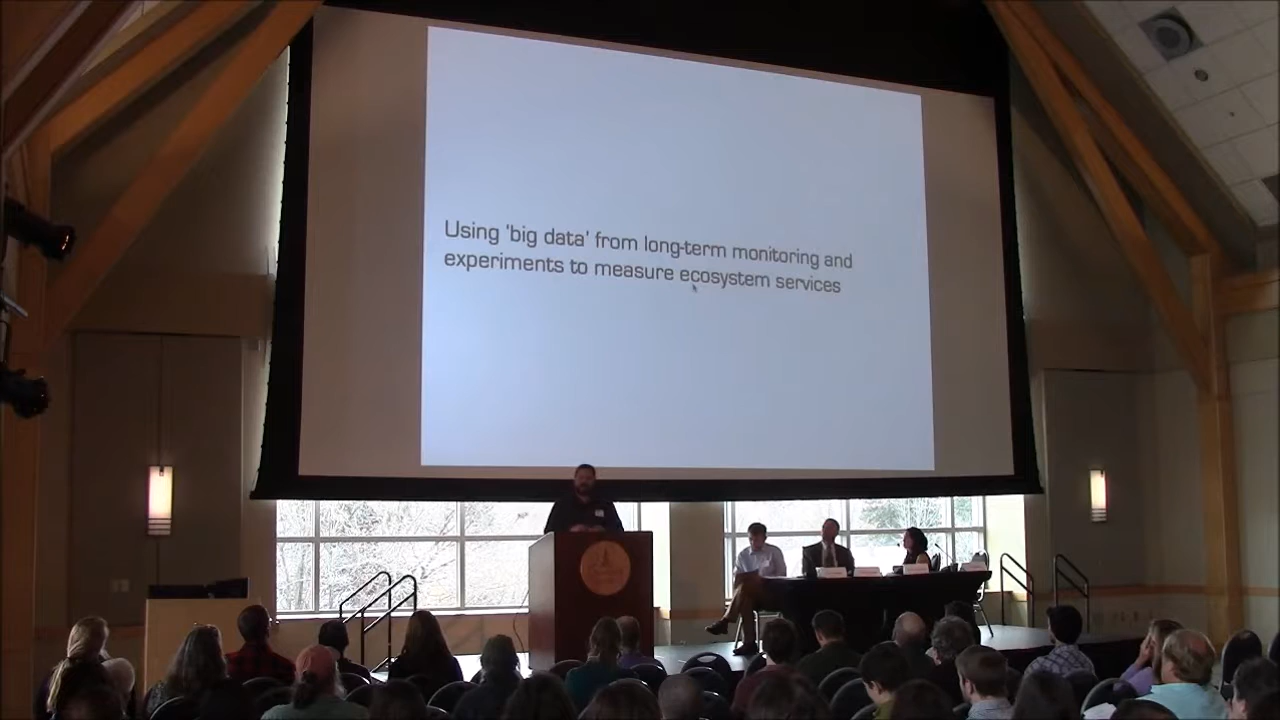 Using 'big data' from long-term monitoring and
experiments to measure ecosystem services